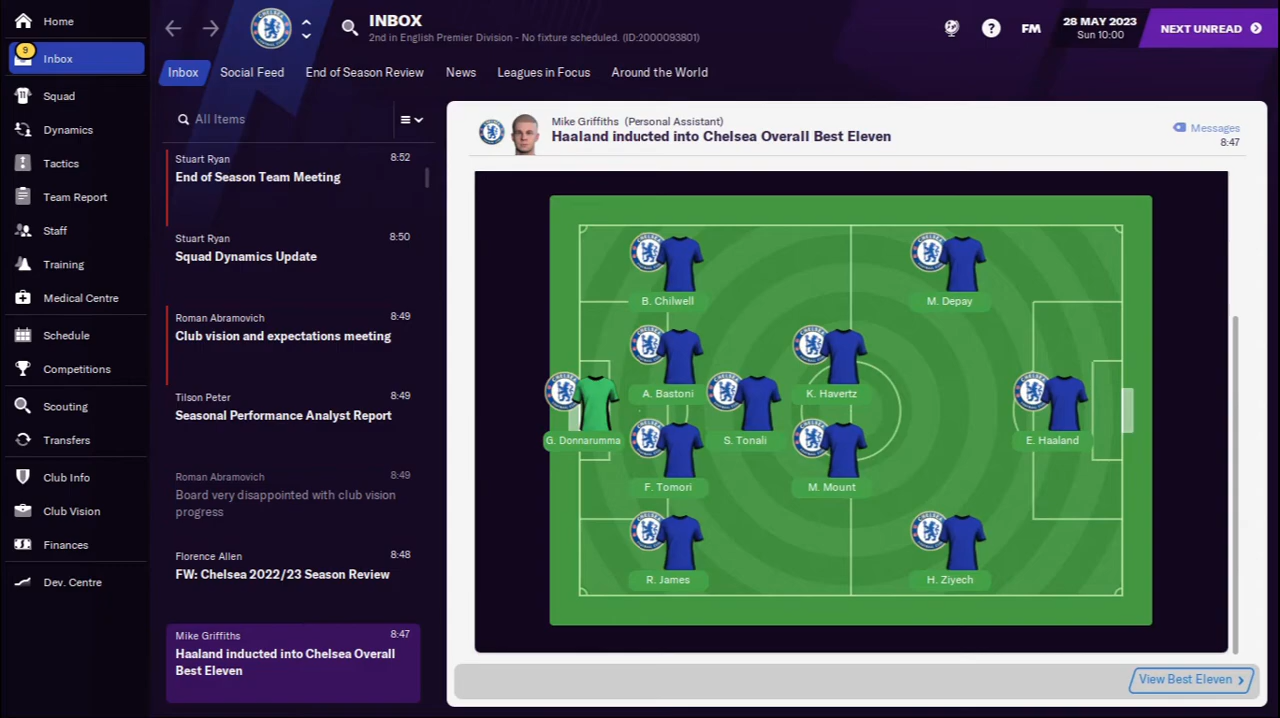 Home
9
Inbox
Squad
Dynamics
Tactics
Team Report
Staff
Training
Medical Centre
Schedule
Competitions
Scouting
Transfers
Club Info
Club Vision
Finances
Dev. Centre
INBOX
2nd in English Premier Division - No fixture scheduled. (ID:2000093801)
?
FM
28 MAY 2023
Sun 10:00
NEXT UNREAD
Inbox
Social Feed
End of Season Review
News
Leagues in Focus
Around the World
All Items
Stuart Ryan 8:52
End of Season Team Meeting
Stuart Ryan 8:50
Squad Dynamics Update
Roman Abramovich 8:49
Club vision and expectations meeting
Tilson Peter 8:49
Seasonal Performance Analyst Report
Roman Abramovich 8:49
Board very disappointed with club vision
progress
Florence Allen 8:48
FW: Chelsea 2022/23 Season Review
Mike Griffiths 8:47
Haaland inducted into Chelsea Overall
Best Eleven
Mike Griffiths (Personal Assistant)
Haaland inducted into Chelsea Overall Best Eleven
Messages
8:47
B. Chilwell
M. Depay
A. Bastoni
K. Havertz
G. Donnarumma
S. Tonali
E. Haaland
F. Tomori
M. Mount
R. James
H. Ziyech
View Best Eleven